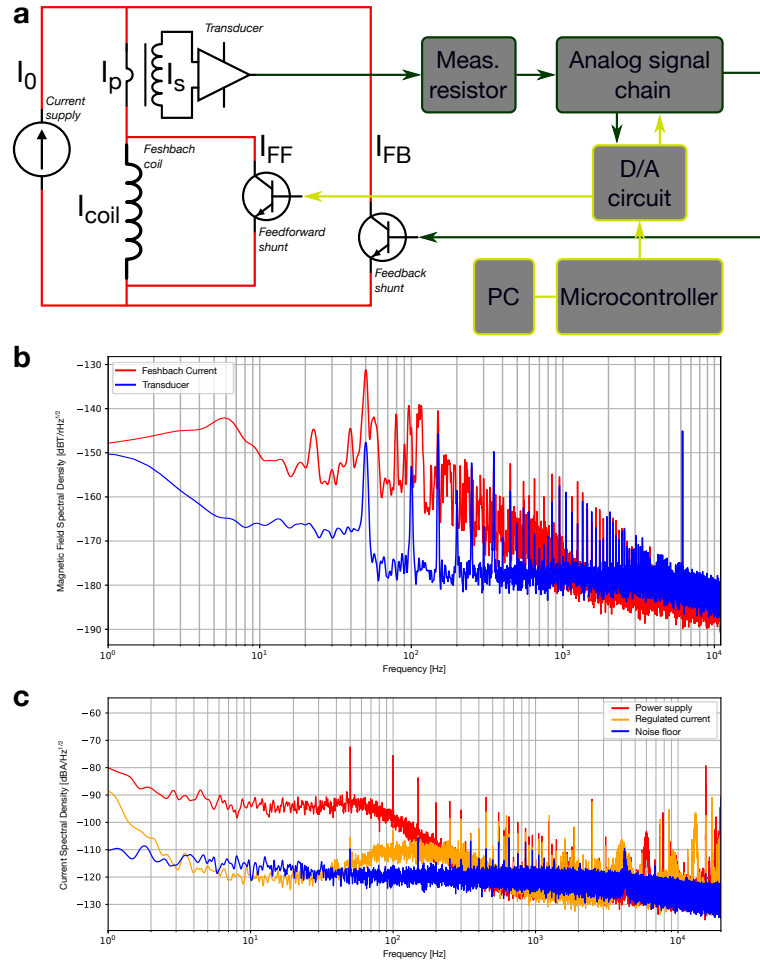 a
Transducer
I0
Ip
Is
Meas.
resistor
Analog signal
chain
Current
supply
Feshbach
coil
IFF
IFB
D/A
circuit
Icoil
Feedforward
shunt
Feedback
shunt
PC
Microcontroller
b
Feshbach Current
Transducer
−130
−140
−150
−160
−170
−180
−190
Magnetic Field Spectral Density [dBT/rHz^1/2]
10^0
10^1
10^2
10^3
10^4
Frequency [Hz]
c
Power supply
Regulated current
Noise floor
−60
−70
−80
−90
−100
−110
−120
−130
Current Spectral Density [dBA/Hz^1/2]
10^0
10^1
10^2
10^3
10^4
Frequency [Hz]